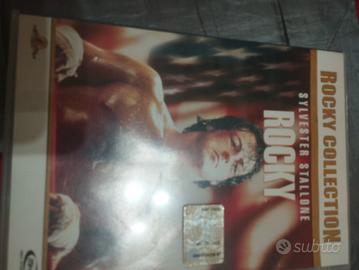 ROCKY COLLECTION
SYLVESTER STALLONE
ROCKY
subito